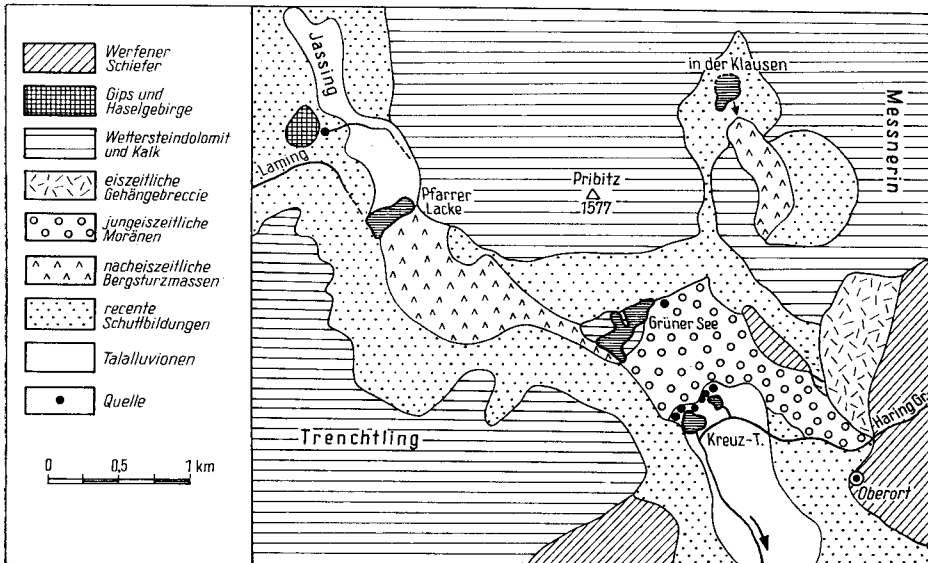 Werfener
Schiefer
Gips und
Haselgebirge
Wettersteindolomit
und Kalk
eiszeitliche
Gehängebreccie
jungeiszeitliche
Moränen
nacheiszeitliche
Bergsturzmassen
recente
Schuttbildungen
Talalluvionen
Quelle
0 0,5 1 km
Jassing
in der Klausen
Messnerin
Laming
Pfarrer
Lacke
Pribitz
1577
Grüner See
Trenchtling
Kreuz-T.
Haring Gr.
Oberort